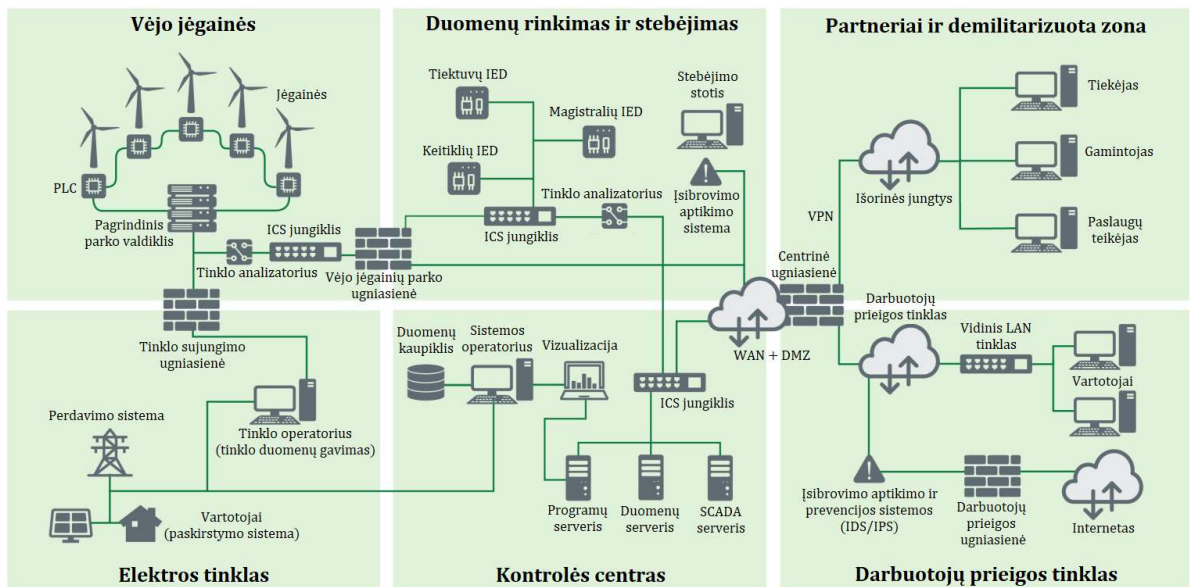 Vėjo jėgainės
Jėgainės
PLC
Pagrindinis
parko valdiklis
ICS jungiklis
Tinklo analizatorius
Vėjo jėgainių parko
ugniasienė
Duomenų rinkimas ir stebėjimas
Tiektuvų IED
Magistralių IED
Keitiklių IED
Tinklo analizatorius
ICS jungiklis
Stebėjimo
stotis
Įsibrovimo
aptikimo
sistema
Partneriai ir demilitarizuota zona
Tiekėjas
Gamintojas
Paslaugų
teikėjas
Išorinės jungtys
VPN
Centrinė
ugniasienė
WAN + DMZ
Tinklo sujungimo
ugniasienė
Perdavimo sistema
Tinklo operatorius
(tinklo duomenų gavimas)
Vartotojai
(paskirstymo sistema)
Elektros tinklas
Duomenų
kaupiklis
Sistemos
operatorius
Vizualizacija
ICS jungiklis
Programų
serveris
Duomenų
serveris
SCADA
serveris
Kontrolės centras
Darbuotojų
prieigos tinklas
Vidinis LAN
tinklas
Vartotojai
Įsibrovimo aptikimo ir
prevencijos sistemos
(IDS/IPS)
Darbuotojų
prieigos
ugniasienė
Internetas
Darbuotojų prieigos tinklas